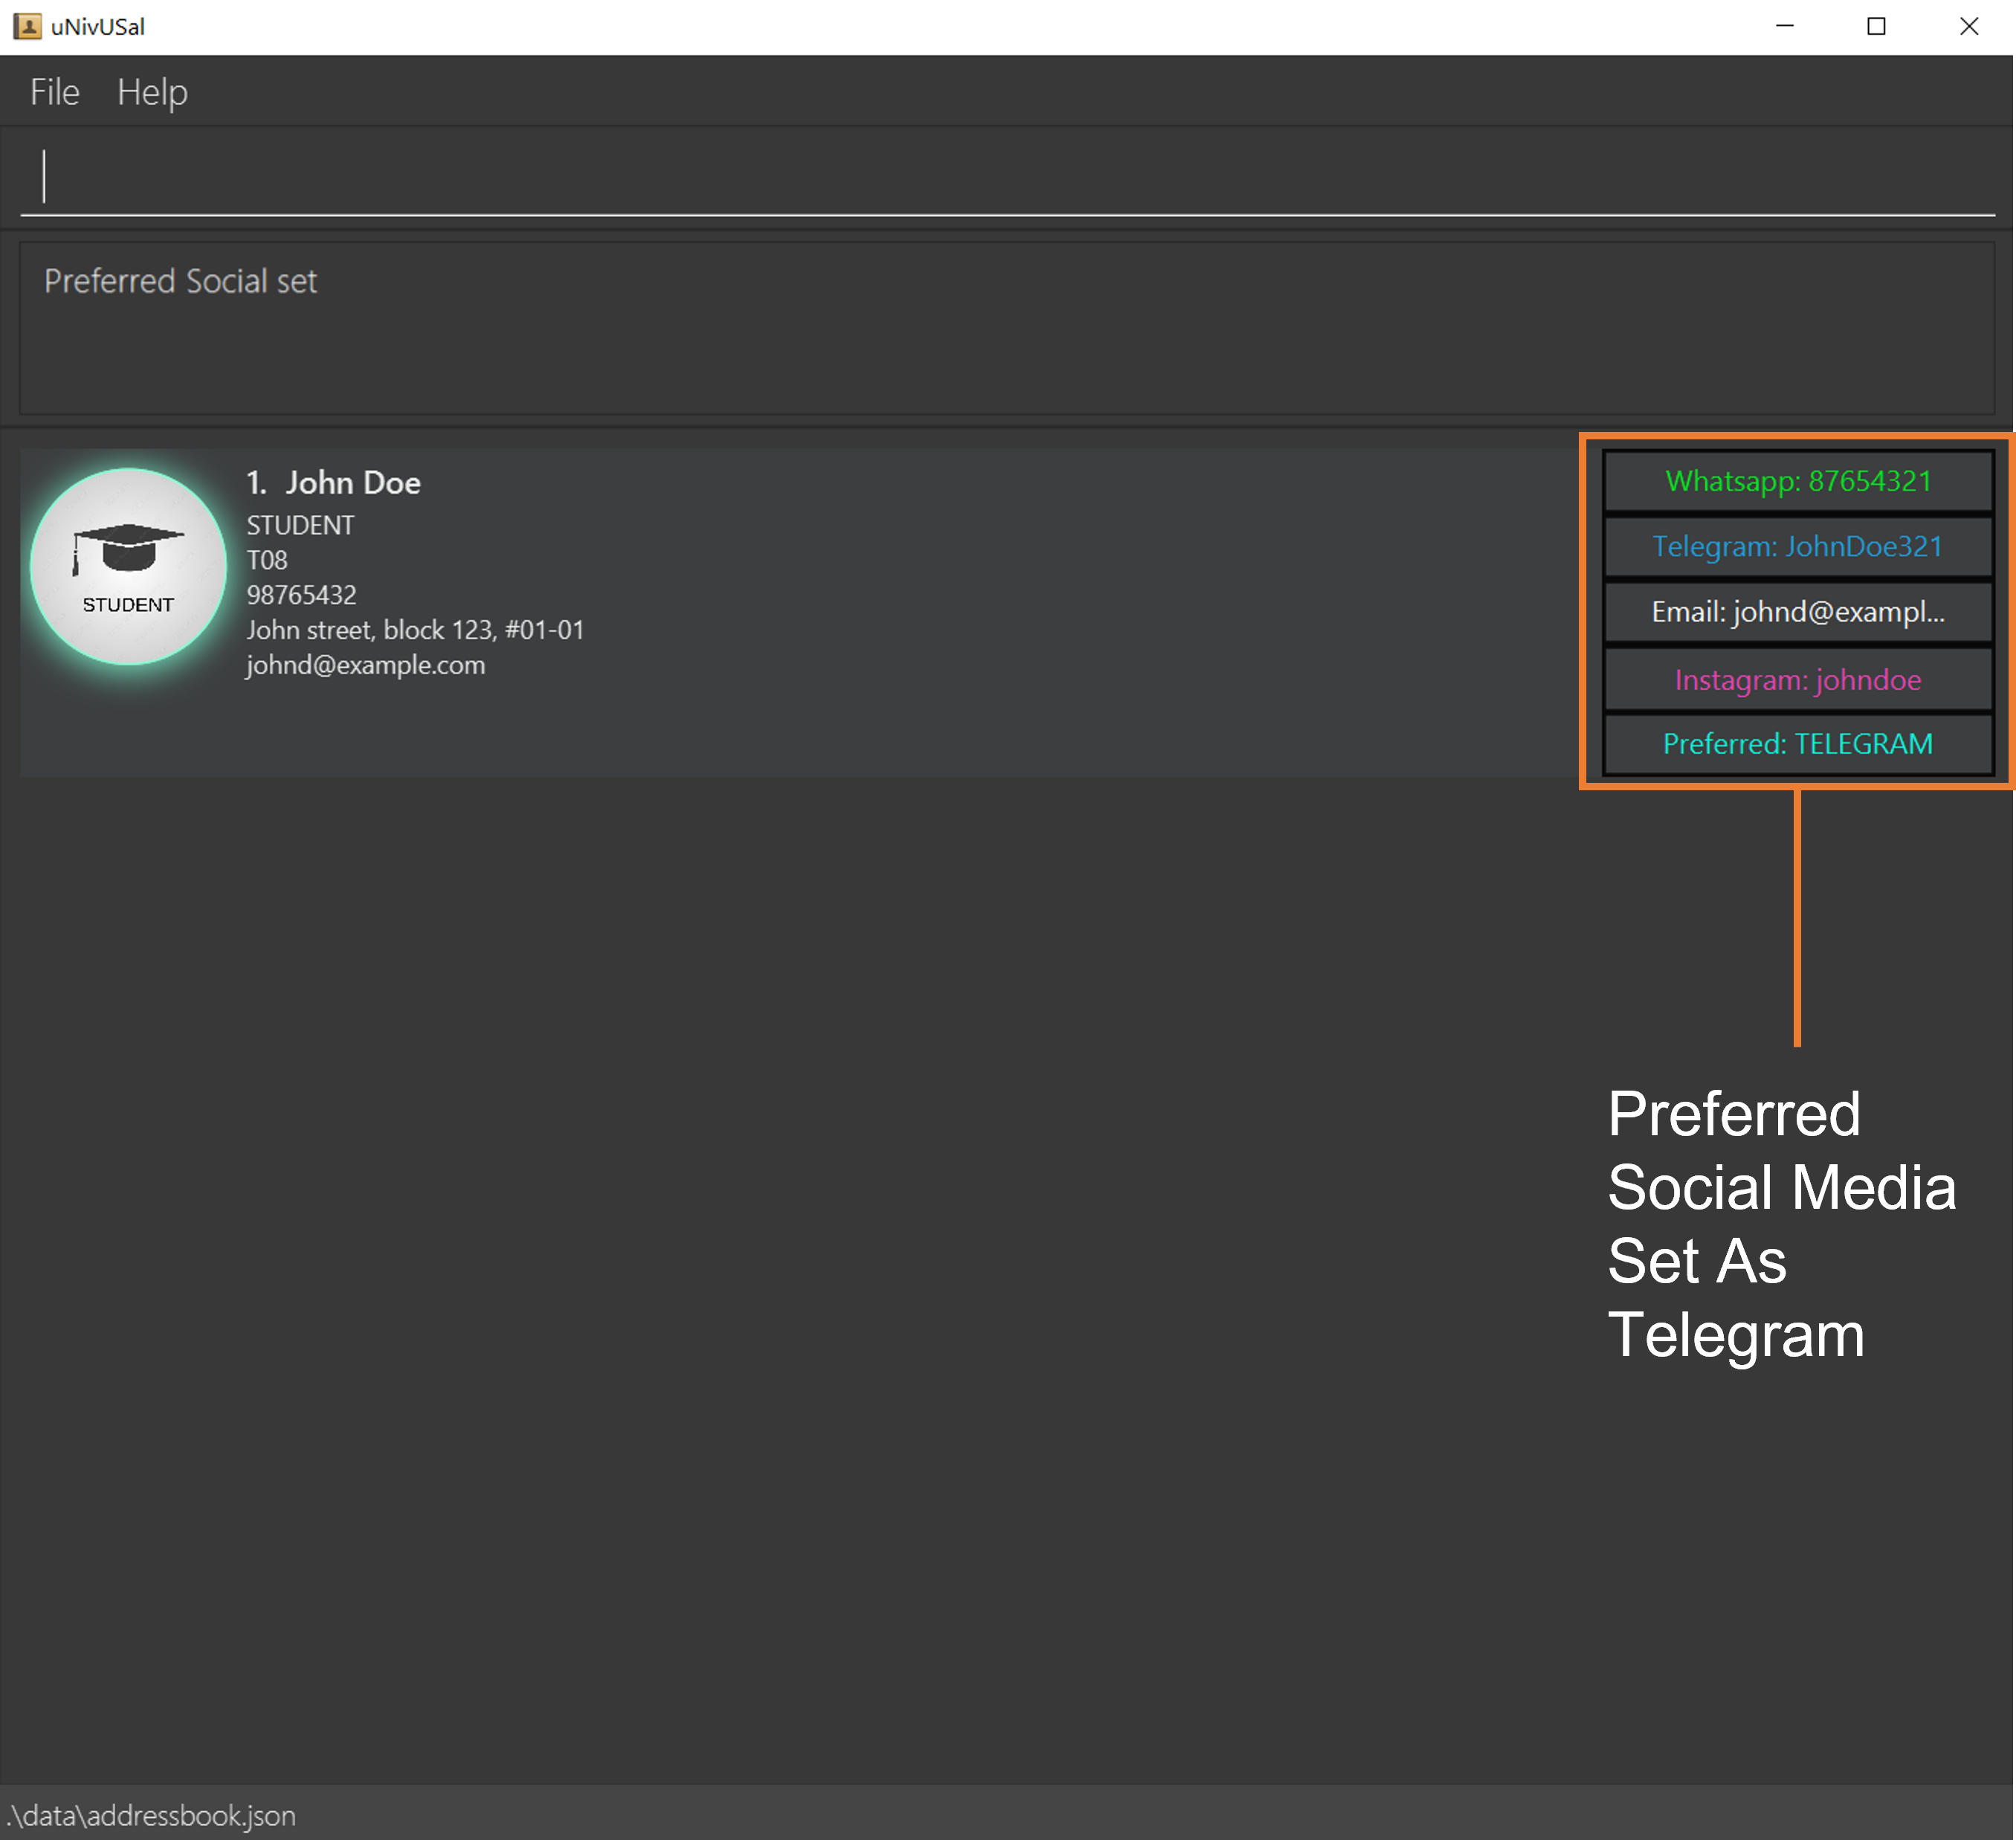 uNivUSal
File Help
Preferred Social set
1. John Doe
STUDENT
T08
98765432
John street, block 123, #01-01
johnd@example.com
STUDENT
Whatsapp: 87654321
Telegram: JohnDoe321
Email: johnd@exampl...
Instagram: johndoe
Preferred: TELEGRAM
Preferred
Social Media
Set As
Telegram
.\data\addressbook.json